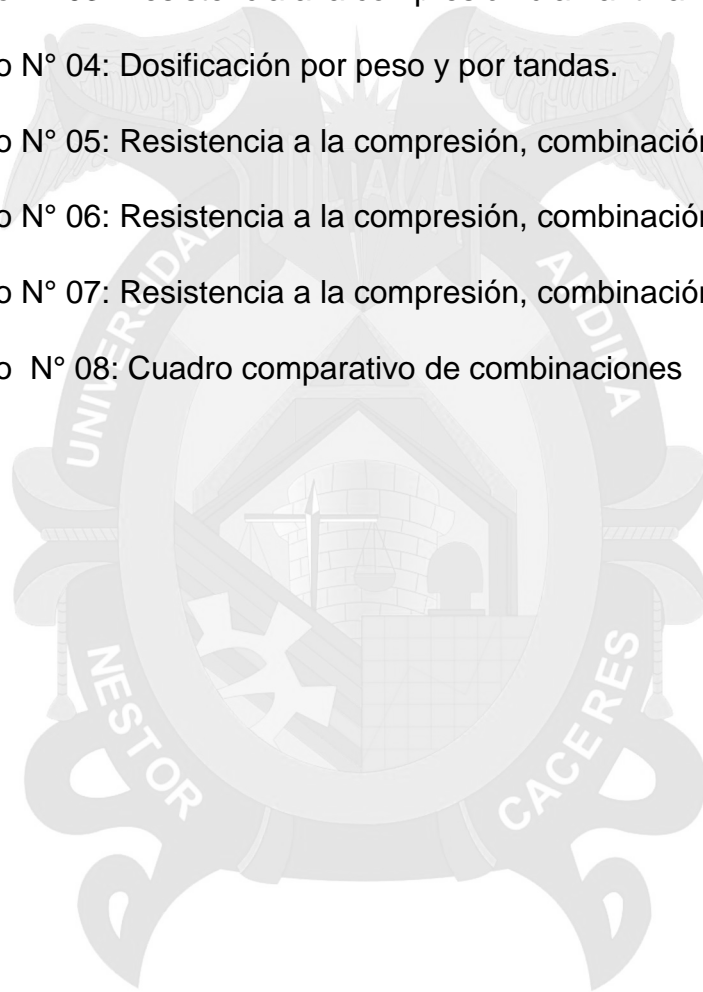 o N° 04: Dosificación por peso y por tandas.
o N° 05: Resistencia a la compresión, combinación
o N° 06: Resistencia a la compresión, combinación
o N° 07: Resistencia a la compresión, combinación
o N° 08: Cuadro comparativo de combinaciones
JULIACA
UNIVERSIDAD
ANDINA
NESTOR
CACERES